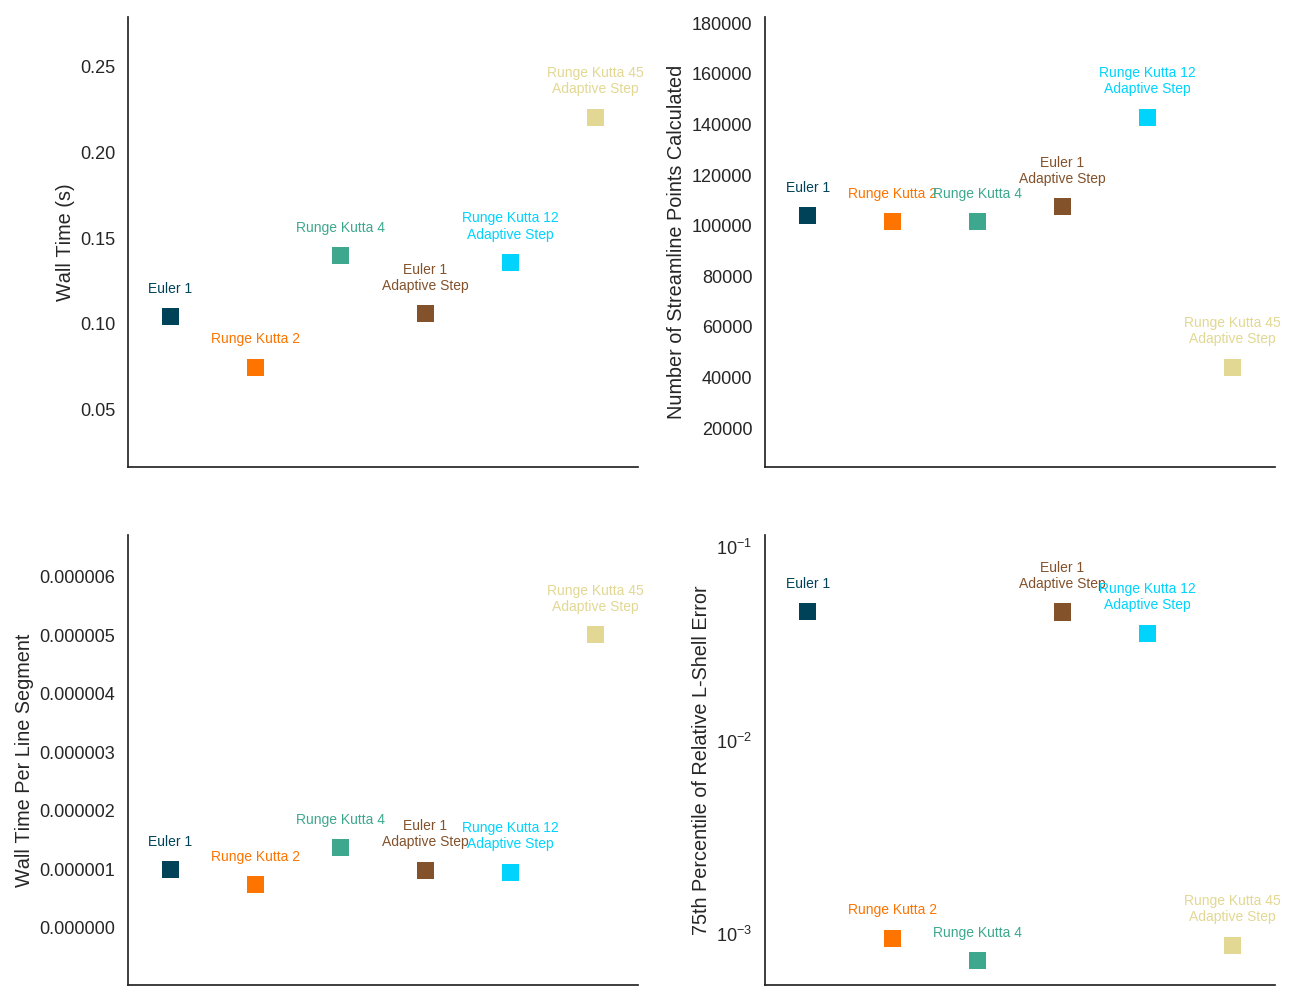 0.25
0.20
0.15
0.10
0.05
Wall Time (s)
Runge Kutta 45
Adaptive Step
Runge Kutta 12
Adaptive Step
Runge Kutta 4
Euler 1
Adaptive Step
Euler 1
Runge Kutta 2
180000
160000
140000
120000
100000
80000
60000
40000
20000
Number of Streamline Points Calculated
Runge Kutta 12
Adaptive Step
Euler 1
Adaptive Step
Euler 1
Runge Kutta 2
Runge Kutta 4
Runge Kutta 45
Adaptive Step
0.000006
0.000005
0.000004
0.000003
0.000002
0.000001
0.000000
Wall Time Per Line Segment
Runge Kutta 45
Adaptive Step
Runge Kutta 4
Euler 1
Adaptive Step
Runge Kutta 12
Adaptive Step
Euler 1
Runge Kutta 2
10⁻¹
10⁻²
10⁻³
75th Percentile of Relative L-Shell Error
Euler 1
Adaptive Step
Euler 1
Runge Kutta 12
Adaptive Step
Runge Kutta 45
Adaptive Step
Runge Kutta 2
Runge Kutta 4